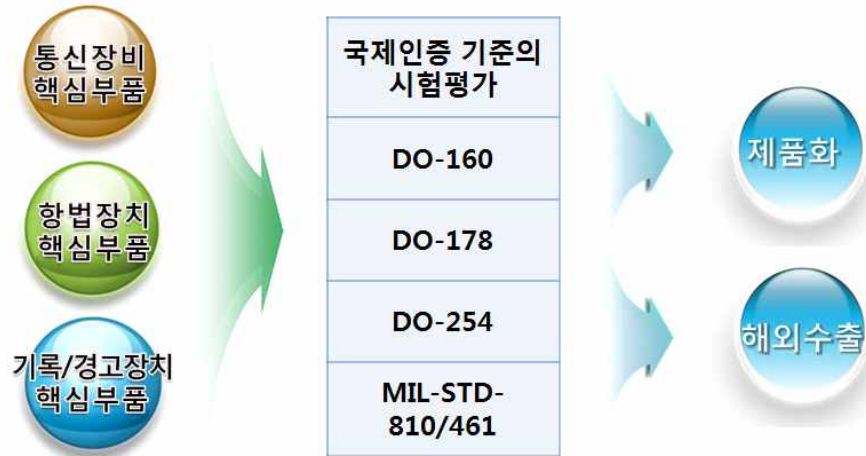 통신장비
핵심부품
항법장치
핵심부품
기록/경고장치
핵심부품
국제인증 기준의
시험평가
DO-160
DO-178
DO-254
MIL-STD-
810/461
제품화
해외수출